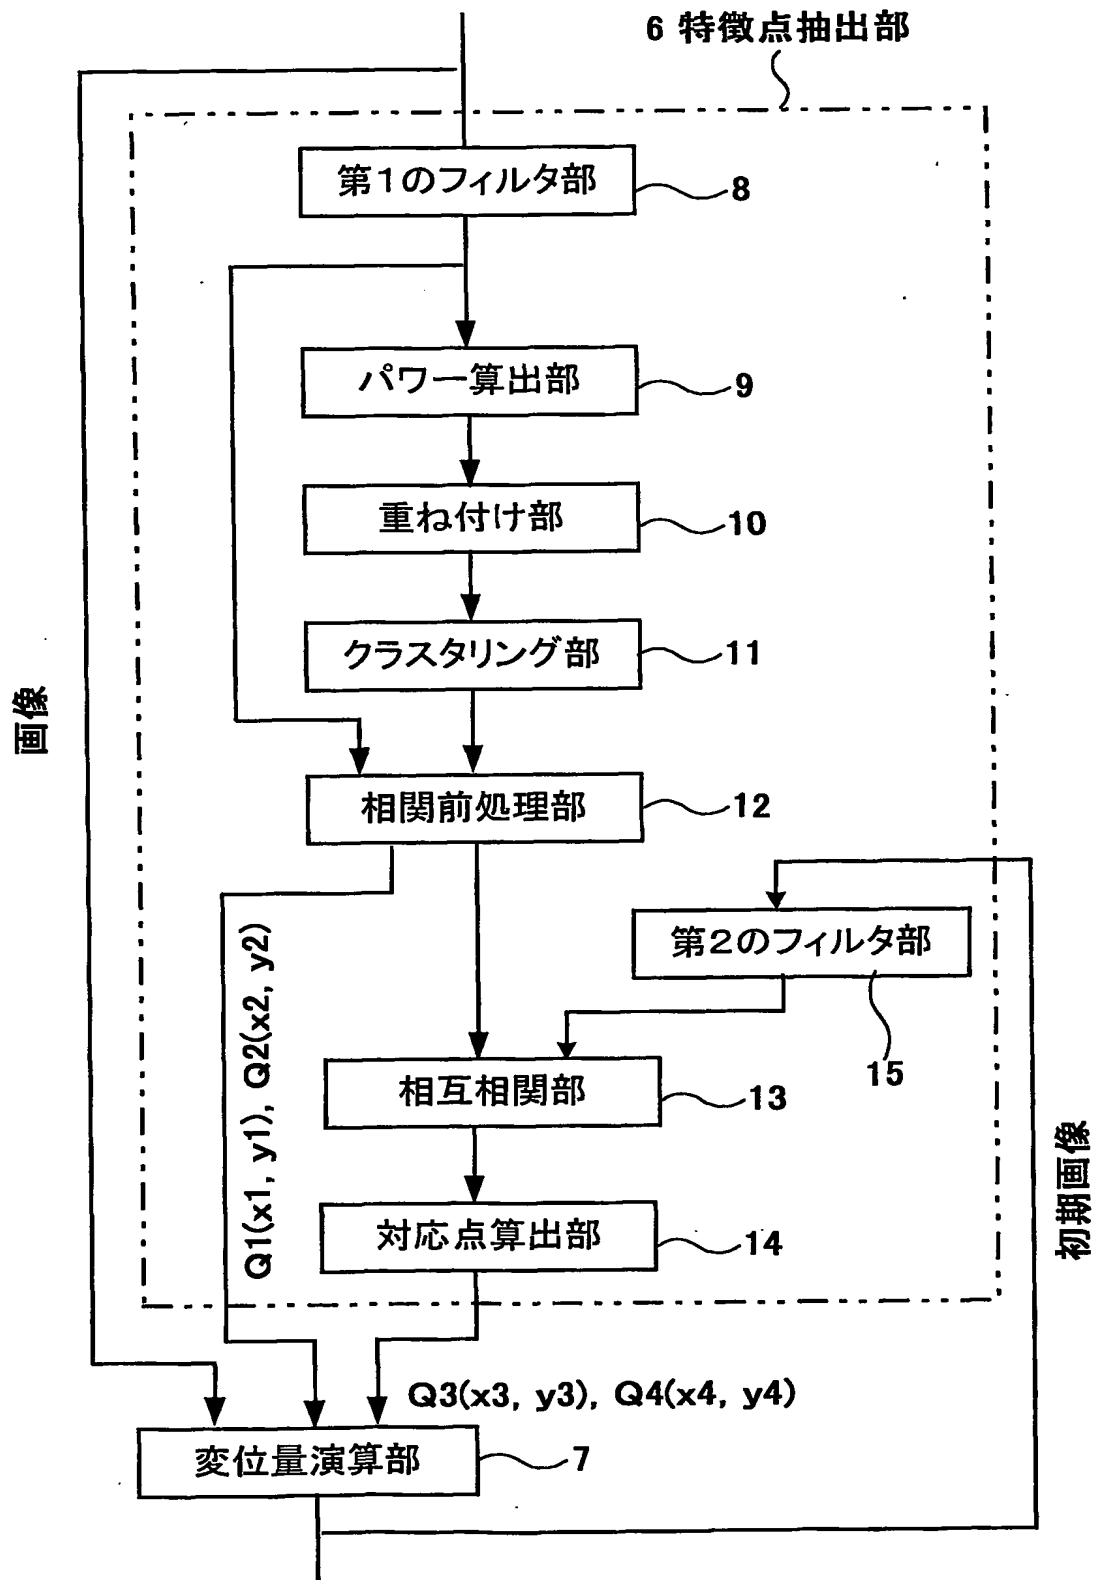 6 特徴点抽出部
第1のフィルタ部
8
パワー算出部
9
重ね付け部
10
クラスタリング部
11
画像
相関前処理部
12
第2のフィルタ部
15
Q1(x1, y1), Q2(x2, y2)
相互相関部
13
初期画像
対応点算出部
14
Q3(x3, y3), Q4(x4, y4)
変位量演算部
7